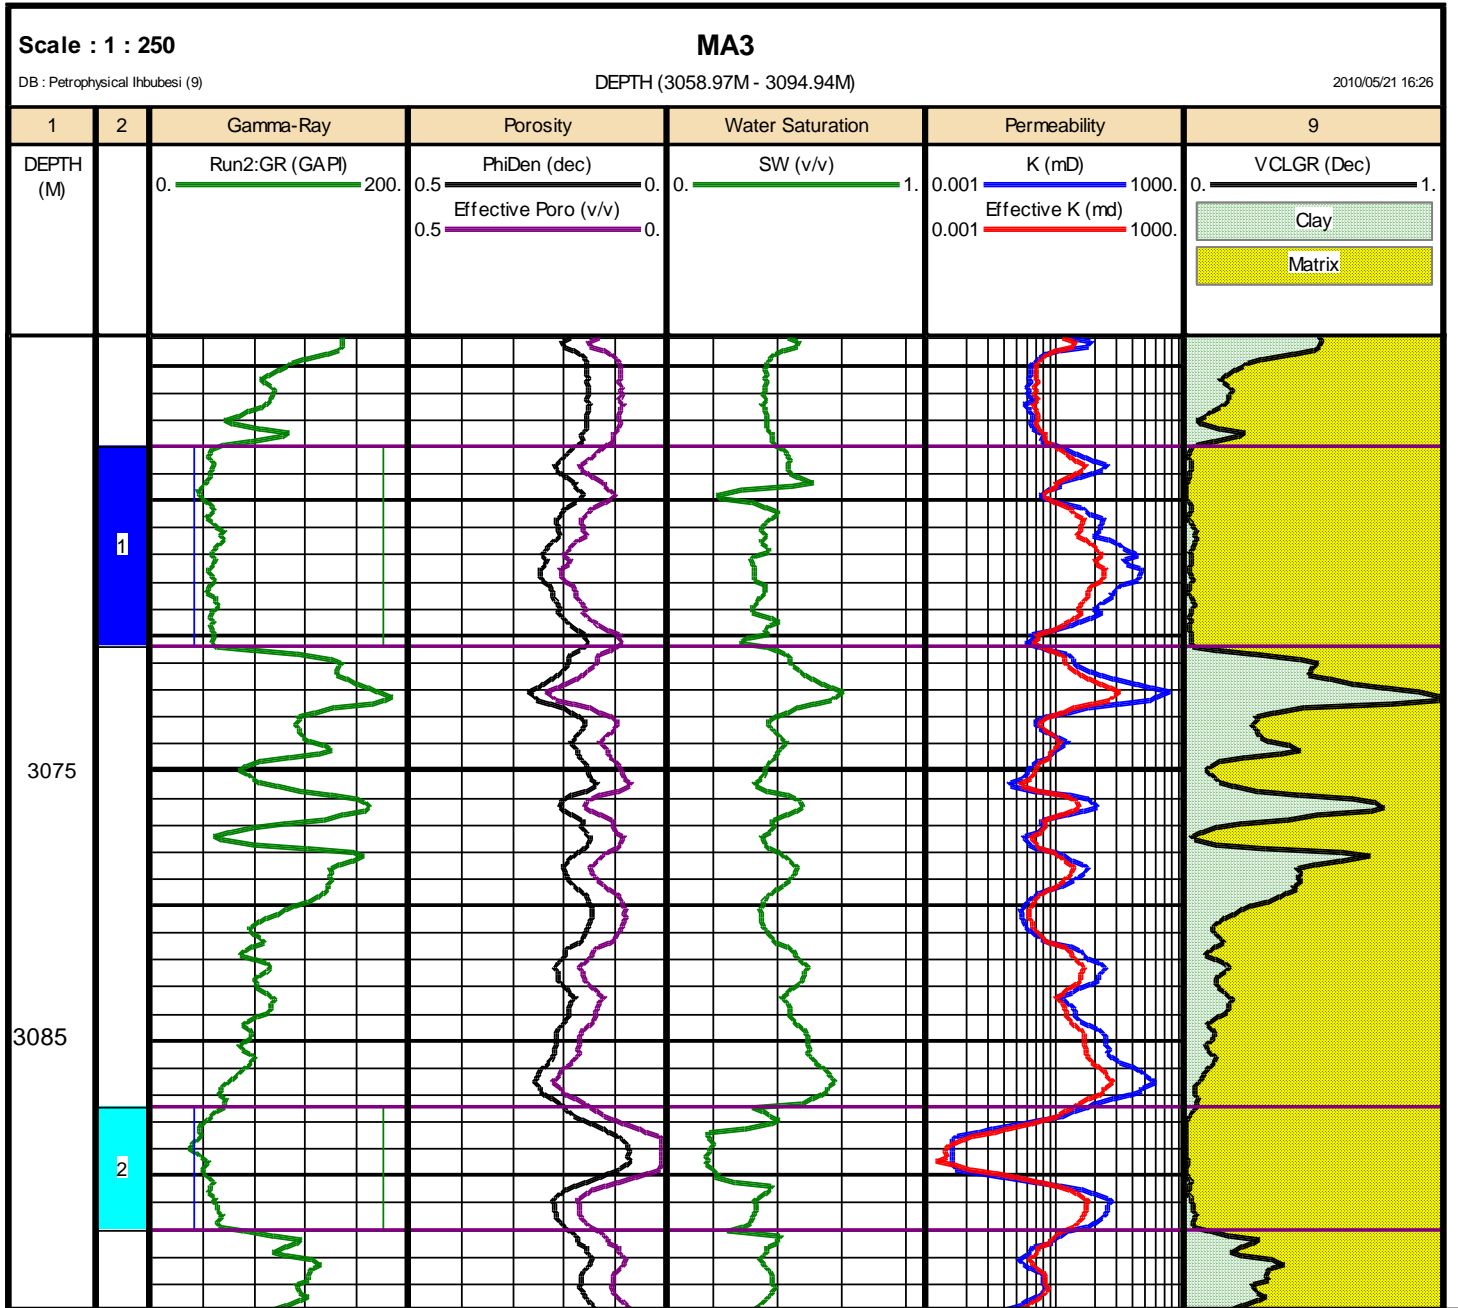 Scale : 1 : 250
MA3
DB : Petrophysical Ihbubesi (9)
DEPTH (3058.97M - 3094.94M)
2010/05/21 16:26
1 2 Gamma-Ray Porosity Water Saturation Permeability 9
DEPTH
(M)
Run2:GR (GAPI)
0. 200.
PhiDen (dec)
0.5 0.
Effective Poro (v/v)
0.5 0.
SW (v/v)
0. 1.
K (mD)
0.001 1000.
Effective K (md)
0.001 1000.
VCLGR (Dec)
0. 1.
Clay
Matrix
1
3075
3085
2